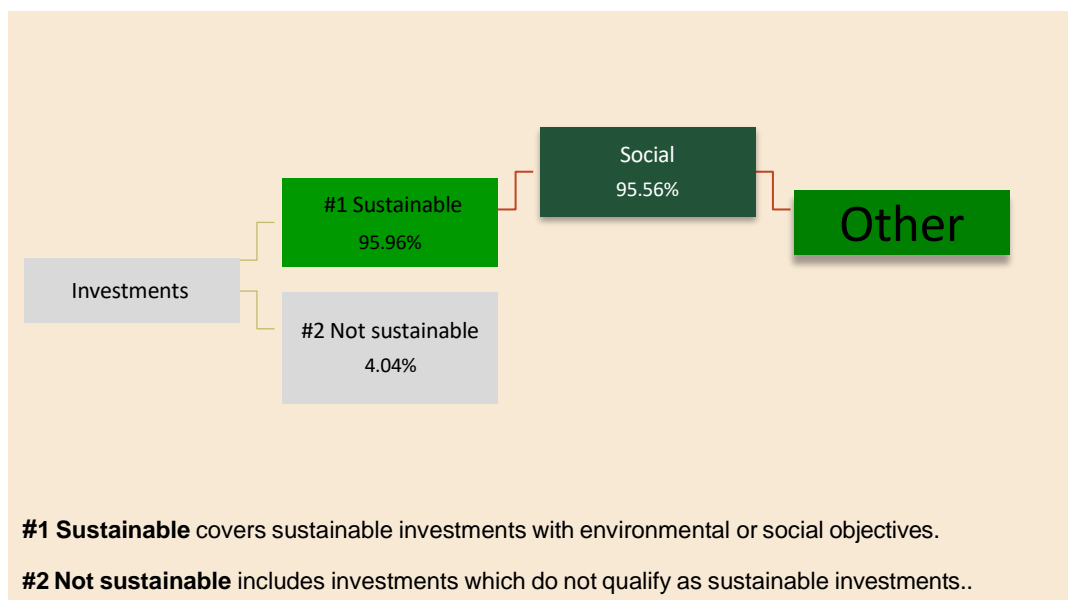 Social
95.56%
#1 Sustainable
95.96%
Other
Investments
#2 Not sustainable
4.04%
#1 Sustainable covers sustainable investments with environmental or social objectives.
#2 Not sustainable includes investments which do not qualify as sustainable investments..